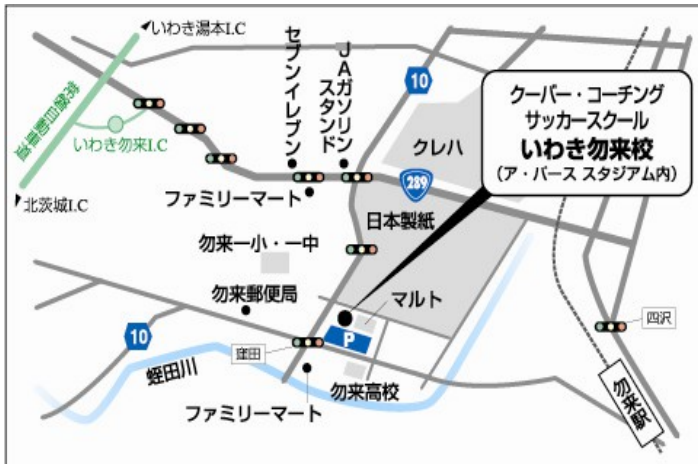 いわき湯本I.C
常磐自動車道
いわき勿来I.C
北茨城I.C
セブンイレブン
JAガソリン
スタンド
10
クーバー・コーチング
サッカースクール
いわき勿来校
(ア・パース スタジアム内)
クレハ
289
ファミリーマート
日本製紙
勿来一小・一中
勿来郵便局
マルト
P
10
窪田
四沢
蛭田川
ファミリーマート
勿来高校
勿来駅